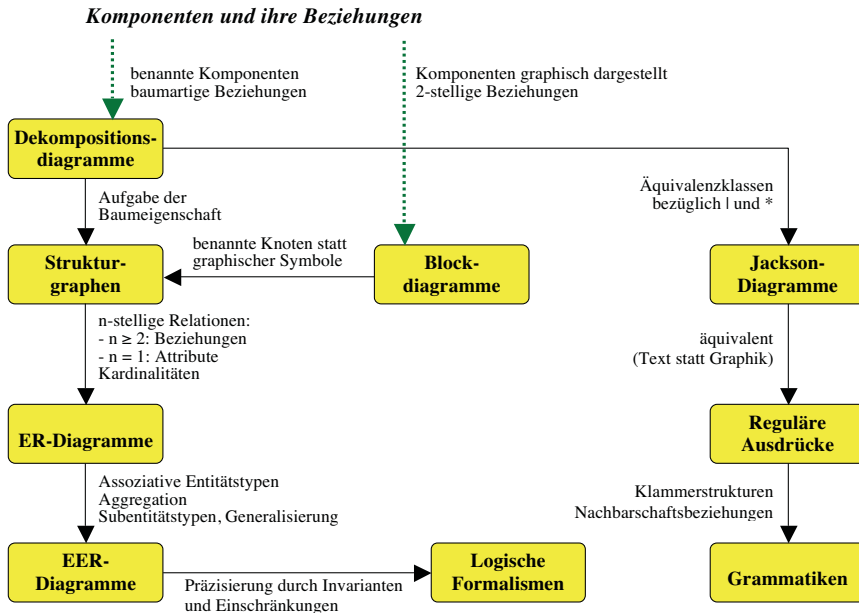 Komponenten und ihre Beziehungen
benannte Komponenten
baumartige Beziehungen
Komponenten graphisch dargestellt
2-stellige Beziehungen
Dekompositions-
diagramme
Aufgabe der
Baumeigenschaft
Äquivalenzklassen
bezüglich | und *
benannte Knoten statt
graphischer Symbole
Struktur-
graphen
Block-
diagramme
Jackson-
Diagramme
n-stellige Relationen:
- n ≥ 2: Beziehungen
- n = 1: Attribute
Kardinalitäten
äquivalent
(Text statt Graphik)
ER-Diagramme
Reguläre
Ausdrücke
Assoziative Entitätstypen
Aggregation
Subentitätstypen, Generalisierung
Klammerstrukturen
Nachbarschaftsbeziehungen
EER-
Diagramme
Logische
Formalismen
Grammatiken
Präzisierung durch Invarianten
und Einschränkungen